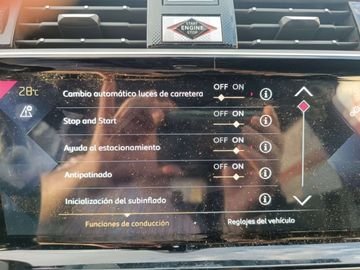 START
ENGINE
STOP
28°C
Cambio automático luces de carretera OFF ON i
Stop and Start OFF ON i
Ayuda al estacionamiento OFF ON i
Antipatinado OFF ON i
Inicialización del subinflado i
Funciones de conducción Reglajes del vehículo